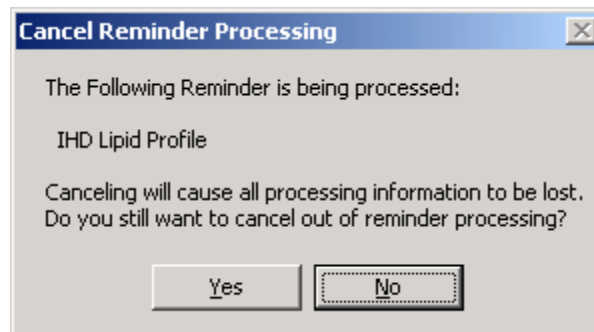 Cancel Reminder Processing
The Following Reminder is being processed:
IHD Lipid Profile
Canceling will cause all processing information to be lost.
Do you still want to cancel out of reminder processing?
Yes No